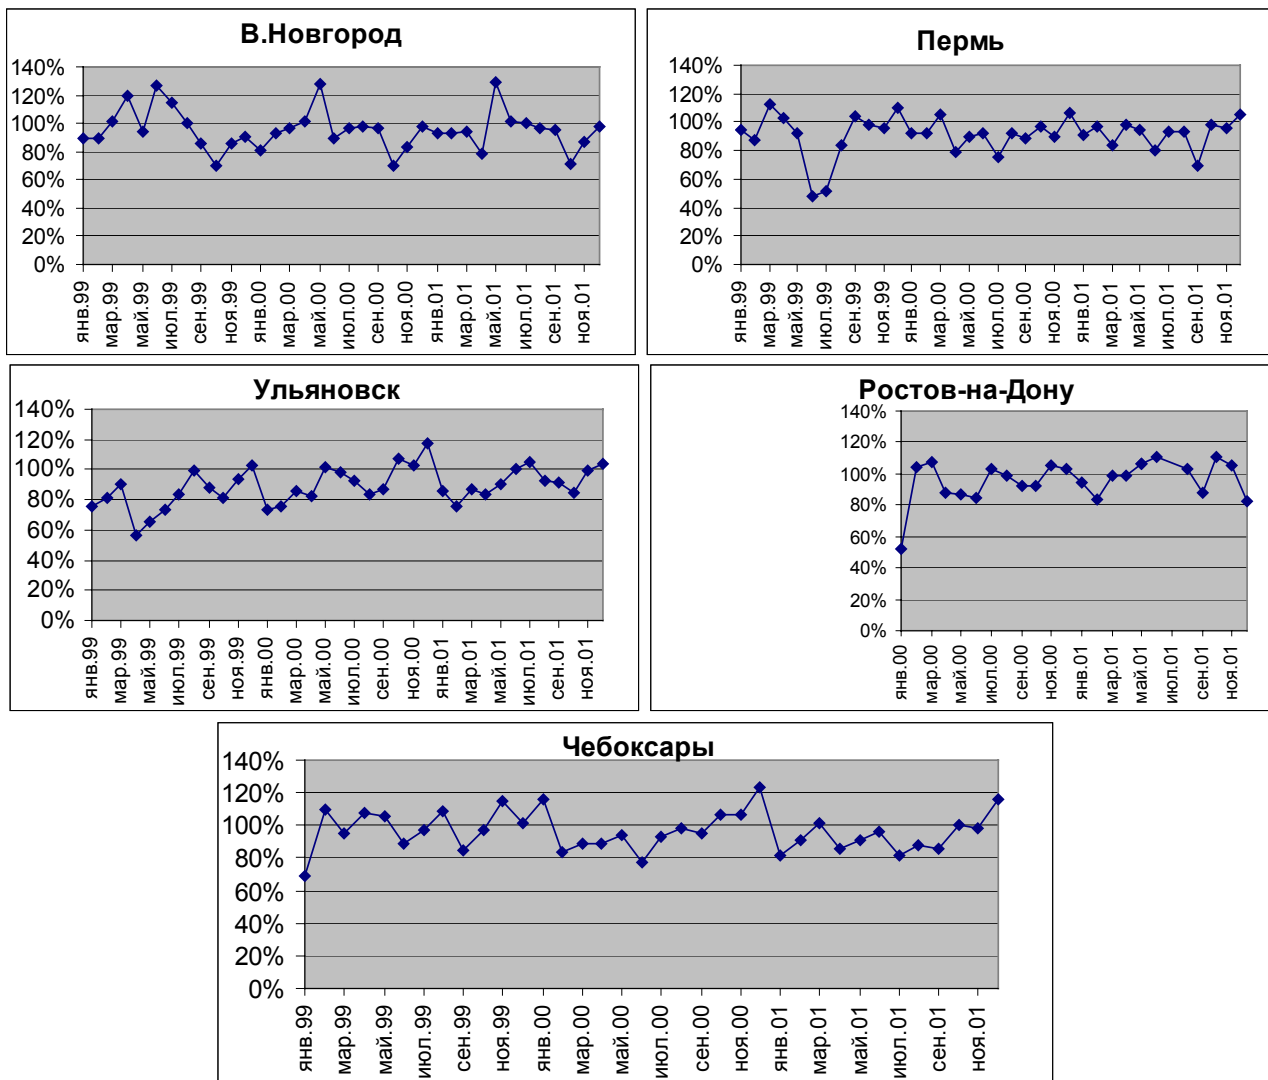 В.Новгород
140%
120%
100%
80%
60%
40%
20%
0%
янв.99
мар.99
май.99
июл.99
сен.99
ноя.99
янв.00
мар.00
май.00
июл.00
сен.00
ноя.00
янв.01
мар.01
май.01
июл.01
сен.01
ноя.01
Пермь
140%
120%
100%
80%
60%
40%
20%
0%
янв.99
мар.99
май.99
июл.99
сен.99
ноя.99
янв.00
мар.00
май.00
июл.00
сен.00
ноя.00
янв.01
мар.01
май.01
июл.01
сен.01
ноя.01
Ульяновск
140%
120%
100%
80%
60%
40%
20%
0%
янв.99
мар.99
май.99
июл.99
сен.99
ноя.99
янв.00
мар.00
май.00
июл.00
сен.00
ноя.00
янв.01
мар.01
май.01
июл.01
сен.01
ноя.01
Ростов-на-Дону
140%
120%
100%
80%
60%
40%
20%
0%
янв.00
мар.00
май.00
июл.00
сен.00
ноя.00
янв.01
мар.01
май.01
июл.01
сен.01
ноя.01
Чебоксары
140%
120%
100%
80%
60%
40%
20%
0%
янв.99
мар.99
май.99
июл.99
сен.99
ноя.99
янв.00
мар.00
май.00
июл.00
сен.00
ноя.00
янв.01
мар.01
май.01
июл.01
сен.01
ноя.01